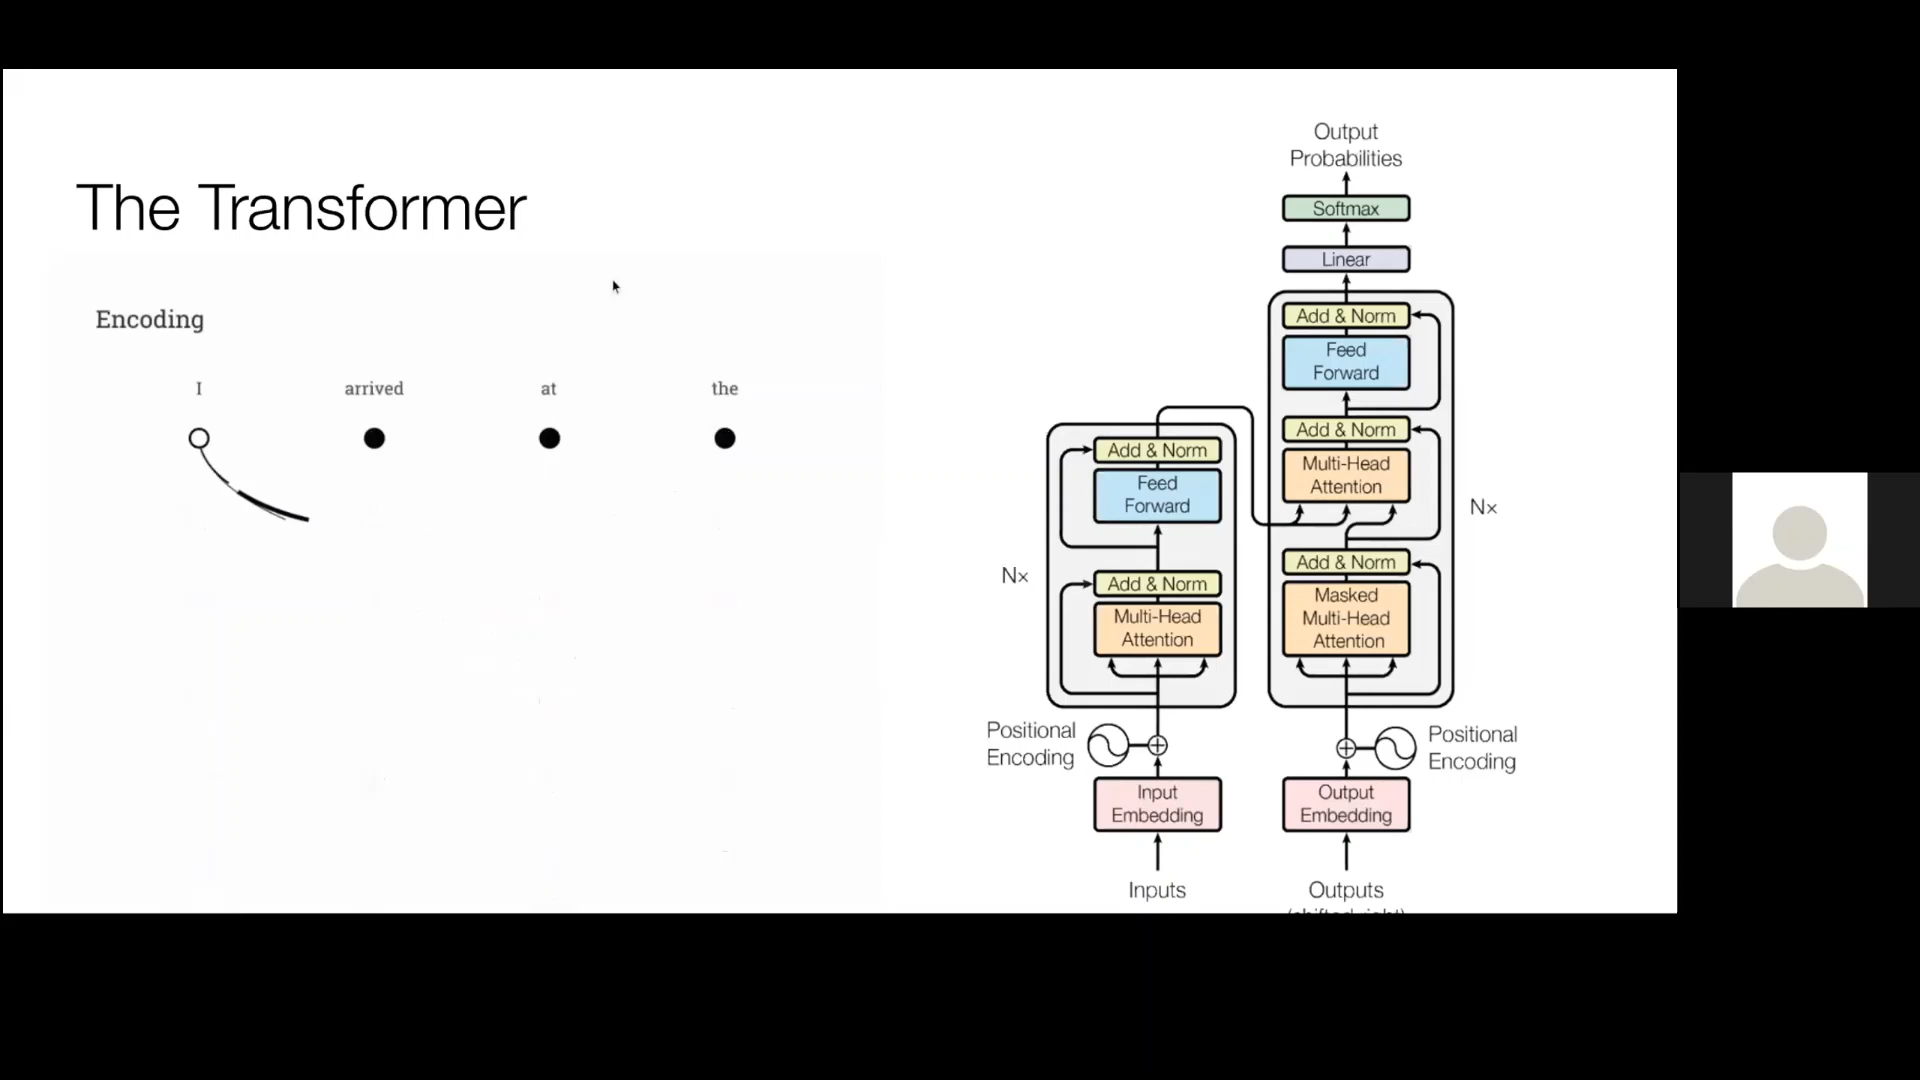 The Transformer
Encoding
I arrived at the
Output
Probabilities
Softmax
Linear
Add & Norm
Feed
Forward
Add & Norm
Multi-Head
Attention
Nx
Add & Norm
Masked
Multi-Head
Attention
Add & Norm
Feed
Forward
Nx
Add & Norm
Multi-Head
Attention
Positional
Encoding
Positional
Encoding
Input
Embedding
Output
Embedding
Inputs
Outputs
(shifted right)